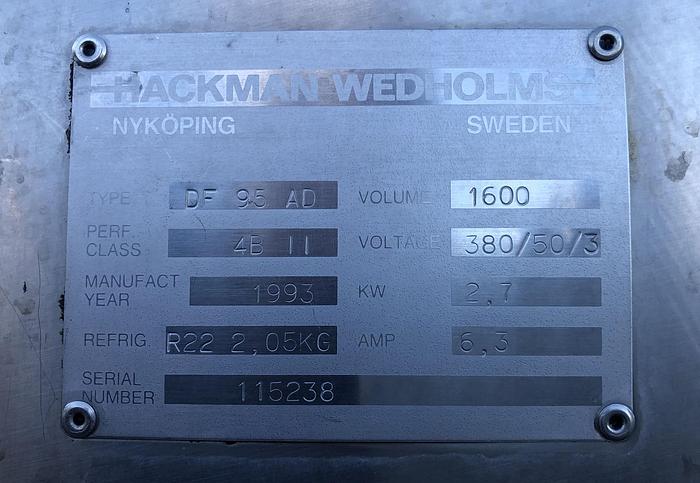 HACKMAN WEDHOLMS
NYKÖPING SWEDEN
TYPE DF 95 AD VOLUME 1600
PERF. CLASS 4B II VOLTAGE 380/50/3
MANUFACT YEAR 1993 KW 2,7
REFRIG. R22 2,05KG AMP 6,3
SERIAL NUMBER 115238